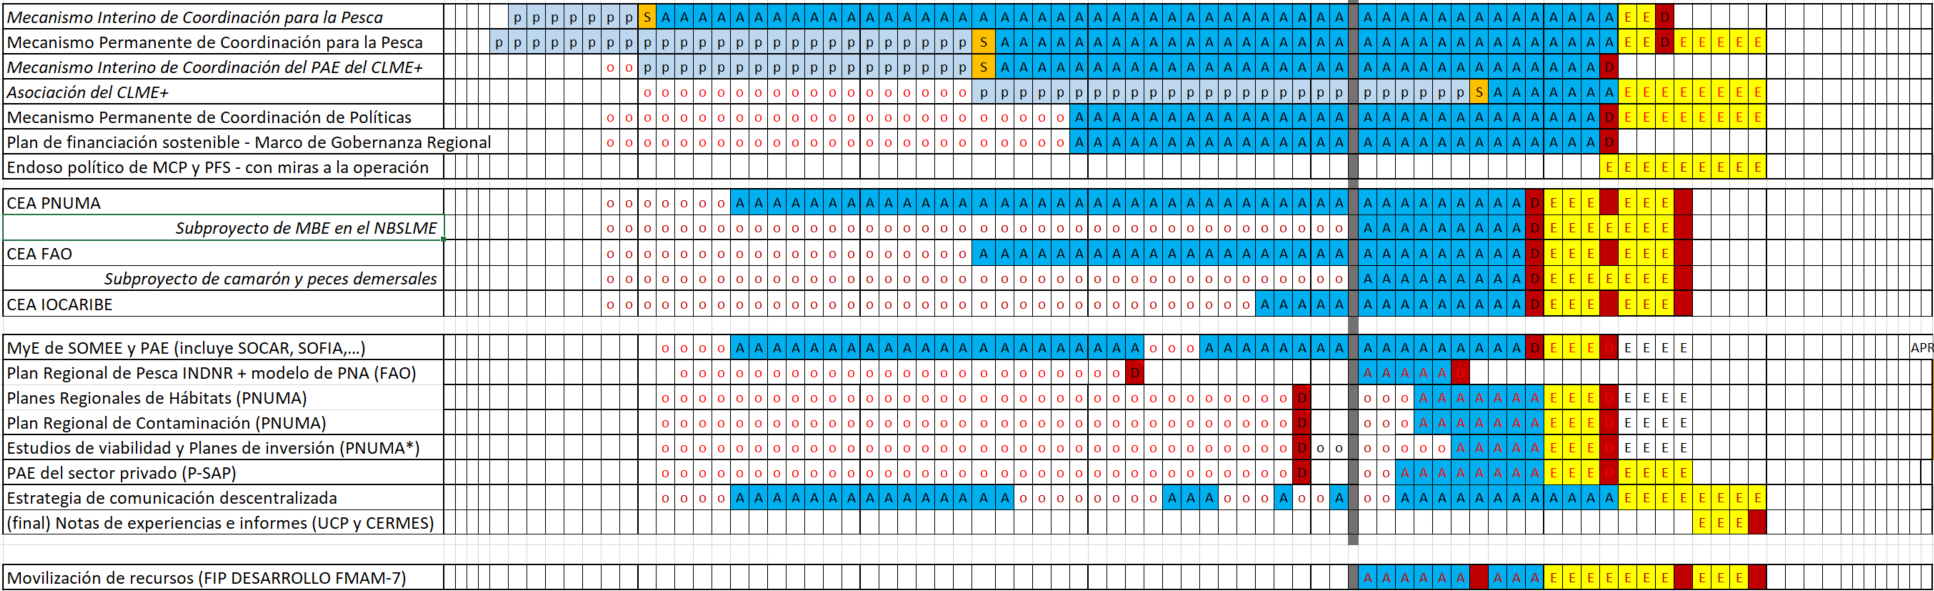 Mecanismo Interino de Coordinación para la Pesca p p p p p p p S A A A A A A A A A A A A A A A A A A A A A A A A A A A A A A A A A A A A A A A A A A A A A A A A A A A E E D
Mecanismo Permanente de Coordinación para la Pesca p p p p p p p p p p p p p p p p p p p p p p p p p p S A A A A A A A A A A A A A A A A A A A A A A A A A A A A A A A A A E E D E E E E E
Mecanismo Interino de Coordinación del PAE del CLME+ o o p p p p p p p p p p p p p p p p p p S A A A A A A A A A A A A A A A A A A A A A A A A A A A A A A A A D
Asociación del CLME+ o o o o o o o o o o o o o o o o o o p p p p p p p p p p p p p p p p p p p p p p p p p p S A A A A A A A E E E E E E E E
Mecanismo Permanente de Coordinación de Políticas o o o o o o o o o o o o o o o o o o o o o o o o o A A A A A A A A A A A A A A A A A A A A A A A A A A A A D E E E E E E E E
Plan de financiación sostenible - Marco de Gobernanza Regional o o o o o o o o o o o o o o o o o o o o o o o o o A A A A A A A A A A A A A A A A A A A A A A A A A A A A D
Endoso político de MCP y PFS - con miras a la operación E E E E E E E E E
CEA PNUMA o o o o o o o A A A A A A A A A A A A A A A A A A A A A A A A A A A A A A A A A A A A A A A A A A D E E E E E E
Subproyecto de MBE en el NBSLME o o o o o o o o o o o o o o o o o o o o o o o o o o o o o o o o o o o o o o o o A A A A A A A A A D E E E E E E E
CEA FAO o o o o o o o o o o o o o o o o o o o o A A A A A A A A A A A A A A A A A A A A A A A A A A A A A D E E E E E E
Subproyecto de camarón y peces demersales o o o o o o o o o o o o o o o o o o o o o o o o o o o o o o o o o o o o o o o o A A A A A A A A A D E E E E E E E
CEA IOCARIBE o o o o o o o o o o o o o o o o o o o o o o o o o o o o o o o o o o o A A A A A A A A A A A A A A D E E E E E E
MyE de SOMEE y PAE (incluye SOCAR, SOFIA,...) o o o o A A A A A A A A A A A A A A A A A A A A A A o o o A A A A A A A A A A A A A A A A A D E E E D E E E E APR
Plan Regional de Pesca INDNR + modelo de PNA (FAO) o o o o o o o o o o o o o o o o o o o o o o o o D A A A A A D
Planes Regionales de Hábitats (PNUMA) o o o o o o o o o o o o o o o o o o o o o o o o o o o o o o o o o o D o o o A A A A A A A E E E D E E E E
Plan Regional de Contaminación (PNUMA) o o o o o o o o o o o o o o o o o o o o o o o o o o o o o o o o o o D o o o A A A A A A A E E E D E E E E
Estudios de viabilidad y Planes de inversión (PNUMA*) o o o o o o o o o o o o o o o o o o o o o o o o o o o o o o o o o o D o o o o o o o A A A A A E E E D E E E E
PAE del sector privado (P-SAP) o o o o o o o o o o o o o o o o o o o o o o o o o o o o o o o o o o D o o A A A A A A A A E E E D E E E E
Estrategia de comunicación descentralizada o o o o A A A A A A A A A A A A A A A o o o o o o o o A A A o o o A o o A o o A A A A A A A A A A A A E E E E E E E E
(final) Notas de experiencias e informes (UCP y CERMES) E E E
Movilización de recursos (FIP DESARROLLO FMAM-7) A A A A A A A A A E E E E E E E E E E